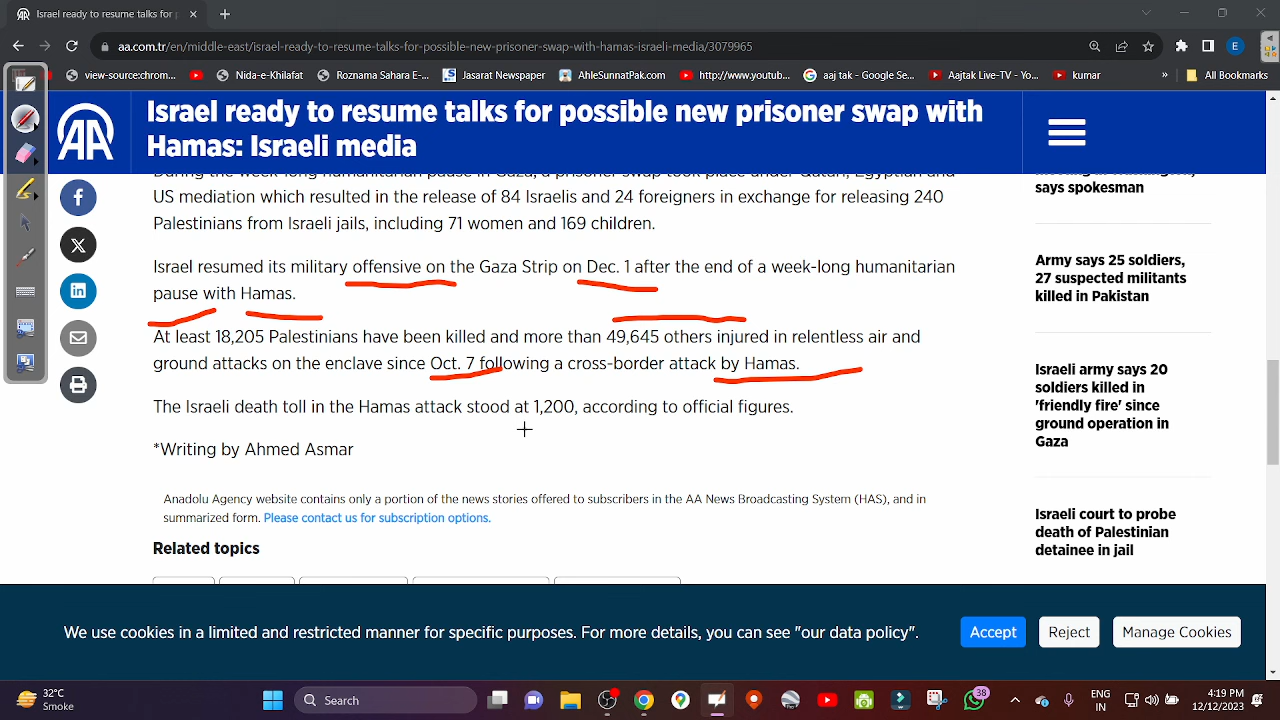 Israel ready to resume talks for p
aa.com.tr/en/middle-east/israel-ready-to-resume-talks-for-possible-new-prisoner-swap-with-hamas-israeli-media/3079965
E
view-sourcechrom...
Nida-e-Khilafat
Rozanama Sahara E-...
Jasarat Newspaper
AhleSunnatPak.com
http://www.youtub...
aaj tak - Google Se...
Aajtak Live-TV - Yo...
kumar
»
All Bookmarks
AA
Israel ready to resume talks for possible new prisoner swap with
Hamas: Israeli media
US mediation which resulted in the release of 84 Israelis and 24 foreigners in exchange for releasing 240
Palestinians from Israeli jails, including 71 women and 169 children.
Israel resumed its military offensive on the Gaza Strip on Dec. 1 after the end of a week-long humanitarian
pause with Hamas.
At least 18,205 Palestinians have been killed and more than 49,645 others injured in relentless air and
ground attacks on the enclave since Oct. 7 following a cross-border attack by Hamas.
The Israeli death toll in the Hamas attack stood at 1,200, according to official figures.
*Writing by Ahmed Asmar
Anadolu Agency website contains only a portion of the news stories offered to subscribers in the AA News Broadcasting System (HAS), and in
summarized form. Please contact us for subscription options.
Related topics
says spokesman
Army says 25 soldiers,
27 suspected militants
killed in Pakistan
Israeli army says 20
soldiers killed in
'friendly fire' since
ground operation in
Gaza
Israeli court to probe
death of Palestinian
detainee in jail
We use cookies in a limited and restricted manner for specific purposes. For more details, you can see "our data policy".
Accept
Reject
Manage Cookies
32°C
Smoke
Search
38
ENG
IN
4:19 PM
12/12/2023